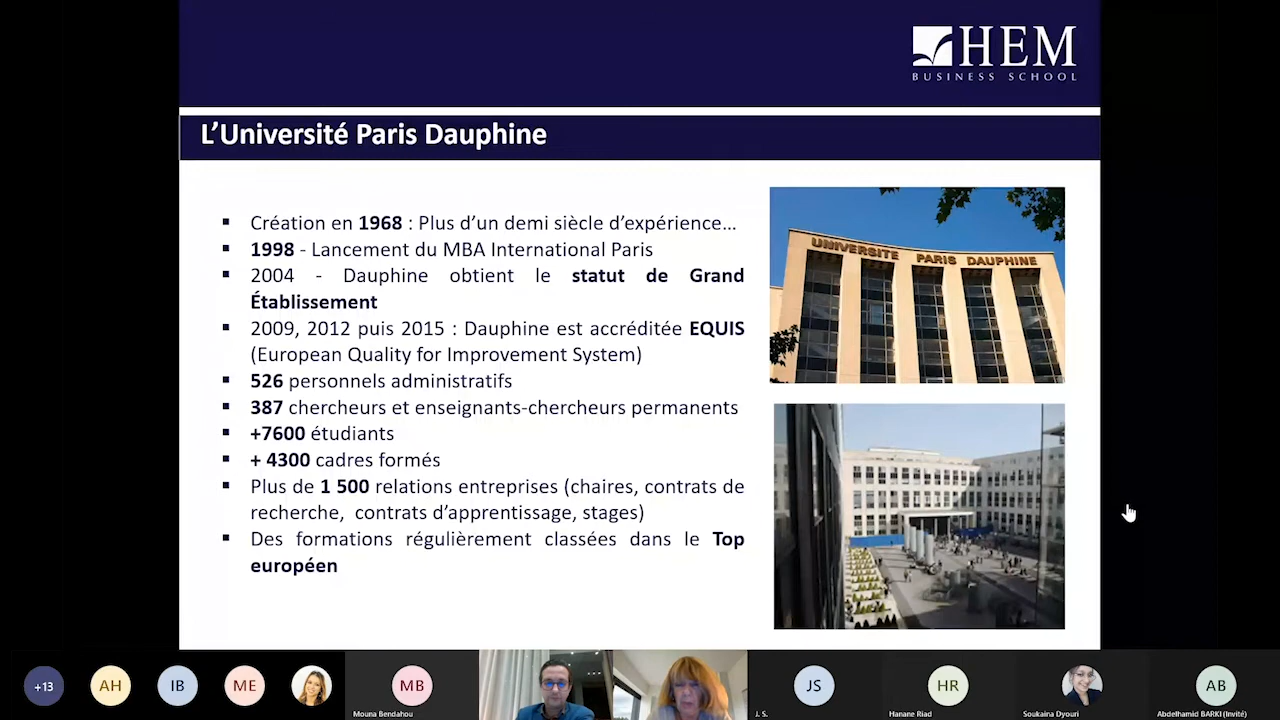 HEM
BUSINESS SCHOOL
L’Université Paris Dauphine
Création en 1968 : Plus d’un demi siècle d’expérience…
1998 - Lancement du MBA International Paris
2004 - Dauphine obtient le statut de Grand
Établissement
2009, 2012 puis 2015 : Dauphine est accréditée EQUIS
(European Quality for Improvement System)
526 personnels administratifs
387 chercheurs et enseignants-chercheurs permanents
+7600 étudiants
+ 4300 cadres formés
Plus de 1 500 relations entreprises (chaires, contrats de
recherche, contrats d’apprentissage, stages)
Des formations régulièrement classées dans le Top
européen
UNIVERSITÉ PARIS DAUPHINE
+13
AH
IB
ME
MB
JS
HR
AB
Mouna Bendahou
J. S.
Hanane Riad
Soukaina Dyouri
Abdelhamid BARKI (Invité)